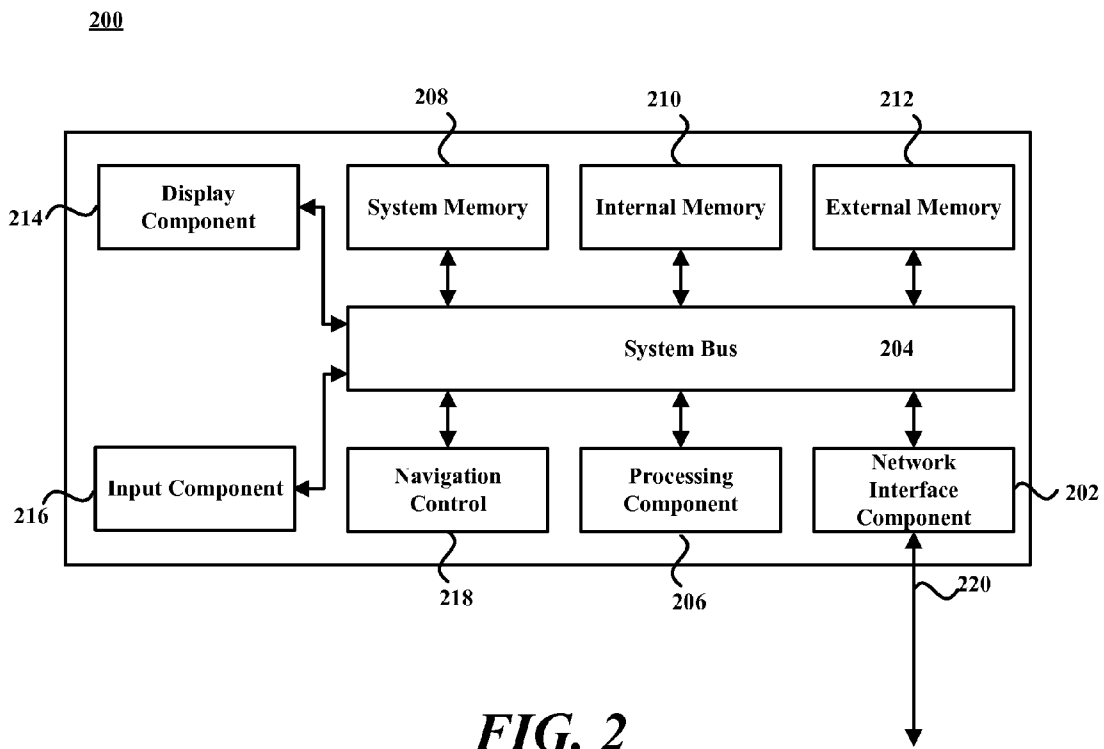 200
208
210
212
Display
Component
214
System Memory
Internal Memory
External Memory
System Bus
204
Input Component
216
Navigation
Control
Processing
Component
Network
Interface
Component
202
218
206
220
FIG. 2